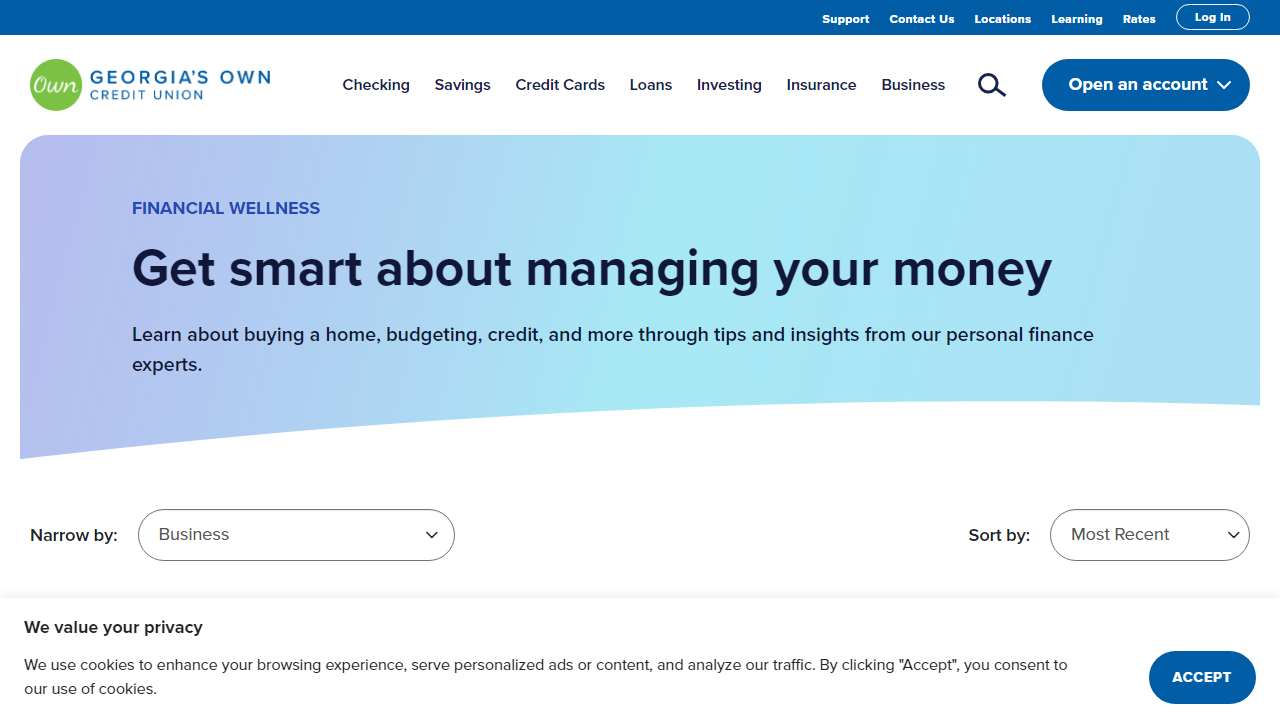 Support Contact Us Locations Learning Rates Log In
Own GEORGIA'S OWN
CREDIT UNION
Checking Savings Credit Cards Loans Investing Insurance Business Open an account
FINANCIAL WELLNESS
Get smart about managing your money
Learn about buying a home, budgeting, credit, and more through tips and insights from our personal finance
experts.
Narrow by: Business Sort by: Most Recent
We value your privacy
We use cookies to enhance your browsing experience, serve personalized ads or content, and analyze our traffic. By clicking "Accept", you consent to
our use of cookies.
ACCEPT